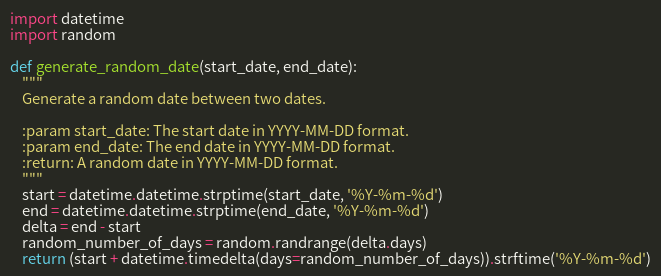 import datetime
import random

def generate_random_date(start_date, end_date):
    """
    Generate a random date between two dates.

    :param start_date: The start date in YYYY-MM-DD format.
    :param end_date: The end date in YYYY-MM-DD format.
    :return: A random date in YYYY-MM-DD format.
    """
    start = datetime.datetime.strptime(start_date, '%Y-%m-%d')
    end = datetime.datetime.strptime(end_date, '%Y-%m-%d')
    delta = end - start
    random_number_of_days = random.randrange(delta.days)
    return (start + datetime.timedelta(days=random_number_of_days)).strftime('%Y-%m-%d')